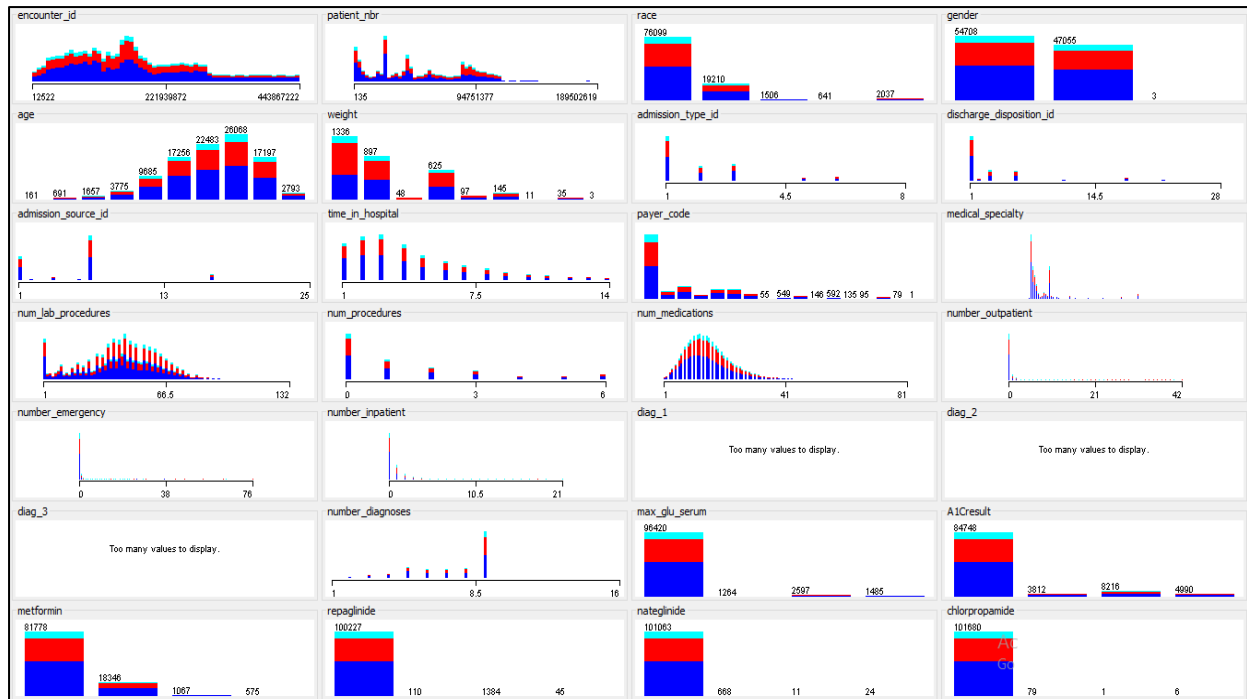 encounter_id
12522 221939872 443867222
patient_nbr
135 94751377 189502619
race
76099 19210 1506 641 2037
gender
54708 47055 3
age
161 691 1657 3775 9685 17256 22483 26068 17197 2793
weight
1336 897 48 625 97 145 11 35 3
admission_type_id
1 4.5 8
discharge_disposition_id
1 14.5 28
admission_source_id
1 13 25
time_in_hospital
1 7.5 14
payer_code
55 549 146 592 135 95 79 1
medical_specialty
num_lab_procedures
1 66.5 132
num_procedures
0 3 6
num_medications
1 41 81
number_outpatient
0 21 42
number_emergency
0 38 76
number_inpatient
0 10.5 21
diag_1
Too many values to display.
diag_2
Too many values to display.
diag_3
Too many values to display.
number_diagnoses
1 8.5 16
max_glu_serum
96420 1264 2597 1485
A1Cresult
84748 3812 8216 4990
metformin
81778 18346 1067 575
repaglinide
100227 110 1384 45
nateglinide
101063 668 11 24
chlorpropamide
101680 79 1 6